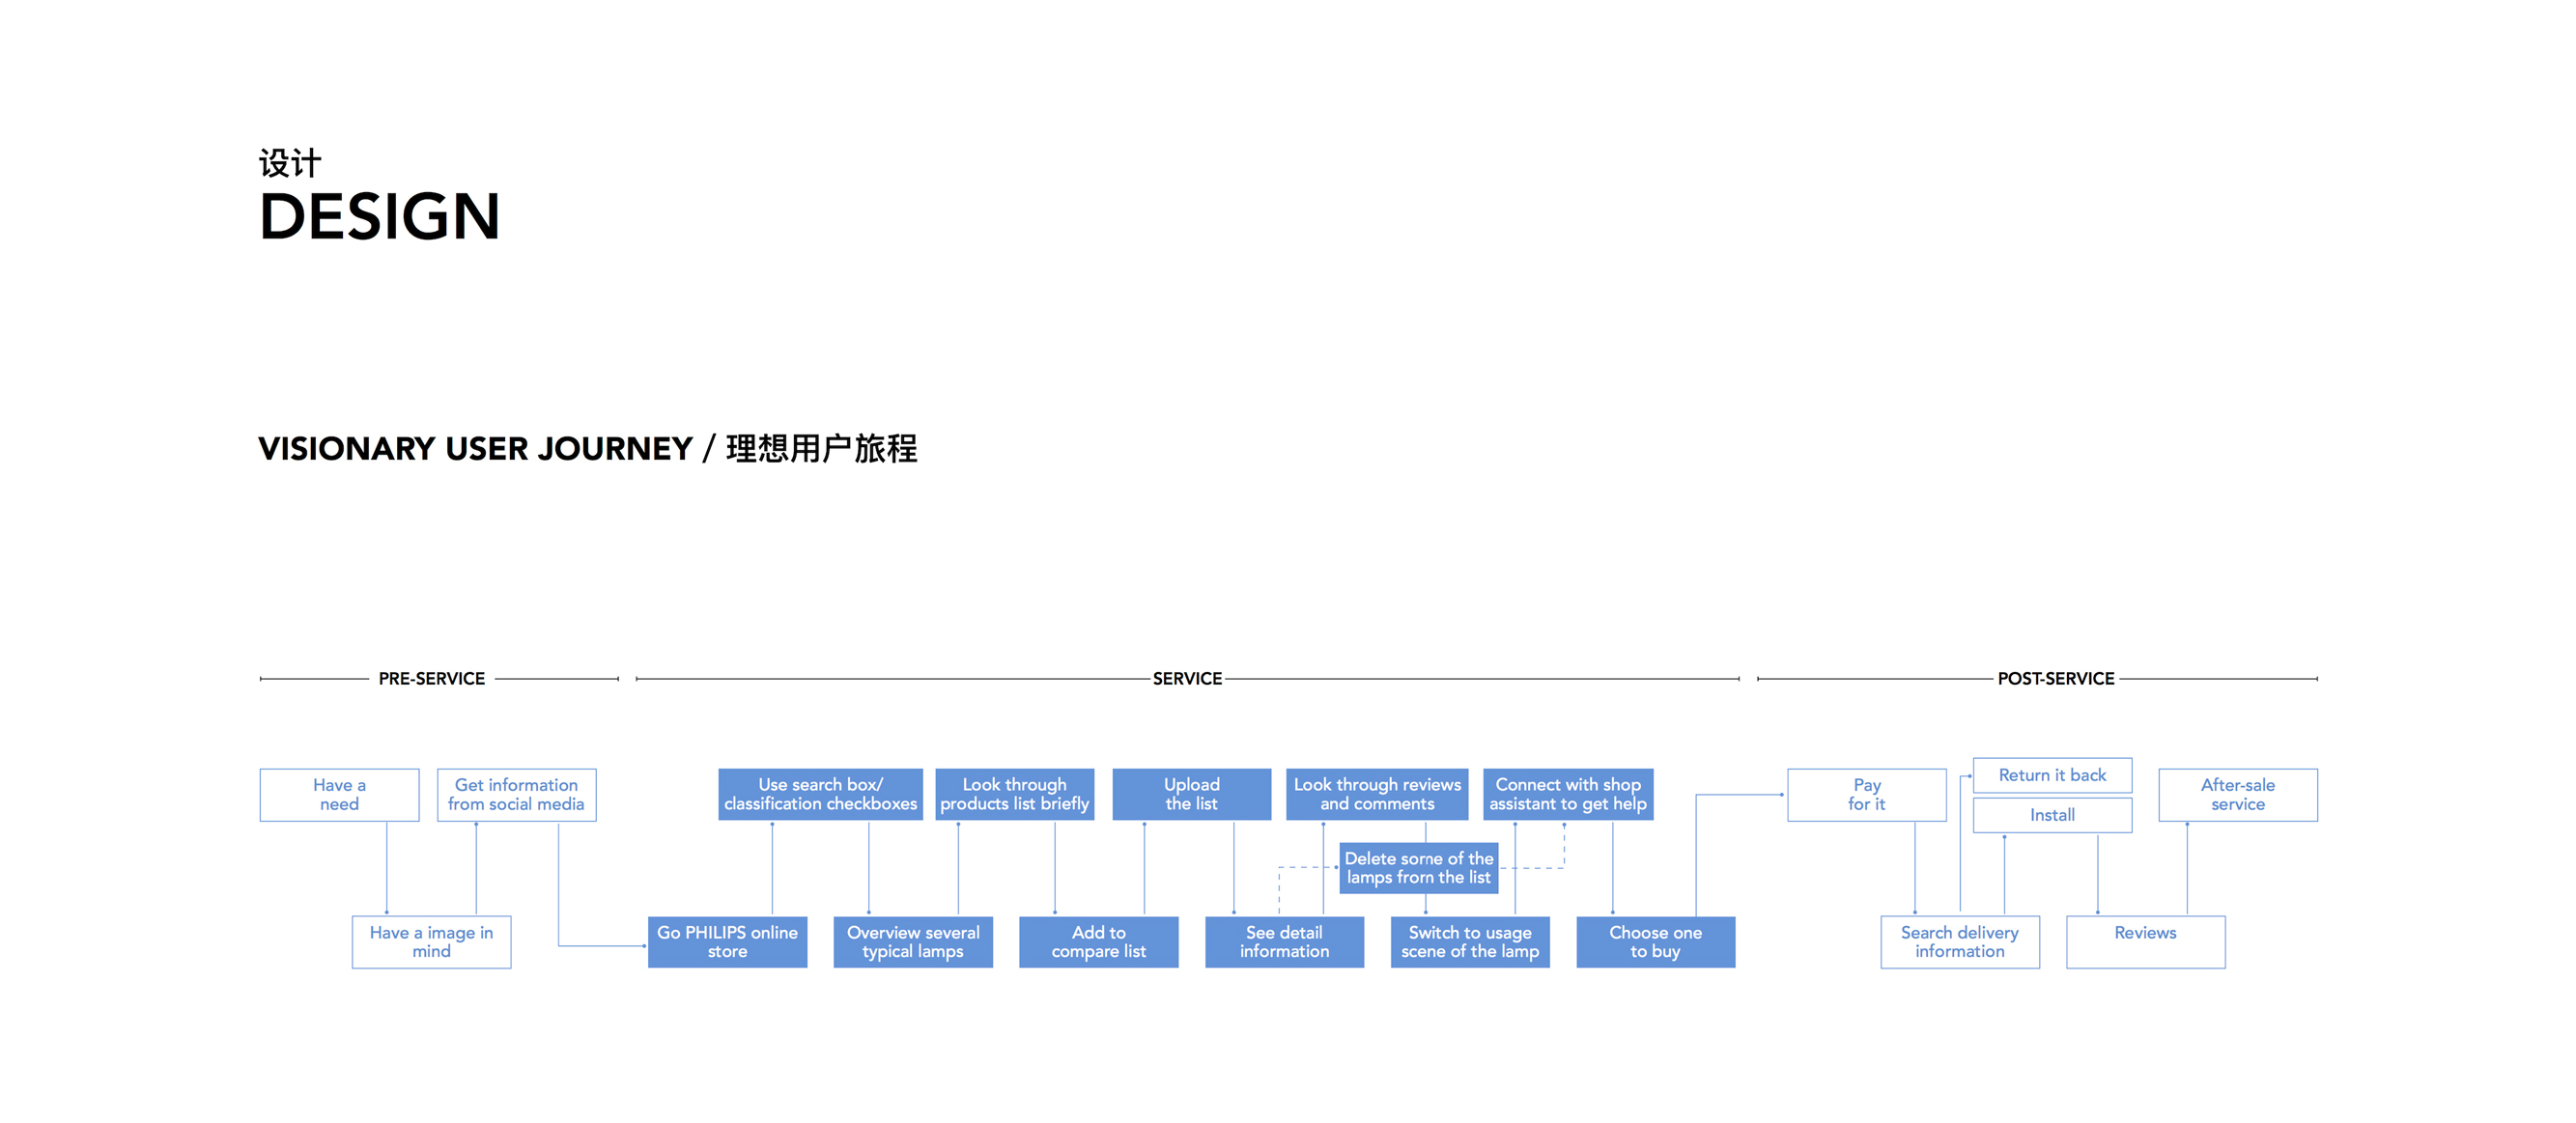 设计
DESIGN
VISIONARY USER JOURNEY / 理想用户旅程
PRE-SERVICE
SERVICE
POST-SERVICE
Have a
need
Get information
from social media
Have a image in
mind
Use search box/
classification checkboxes
Look through
products list briefly
Upload
the list
Look through reviews
and comments
Connect with shop
assistant to get help
Delete some of the
lamps from the list
Go PHILIPS online
store
Overview several
typical lamps
Add to
compare list
See detail
information
Switch to usage
scene of the lamp
Choose one
to buy
Pay
for it
Return it back
Install
After-sale
service
Search delivery
information
Reviews